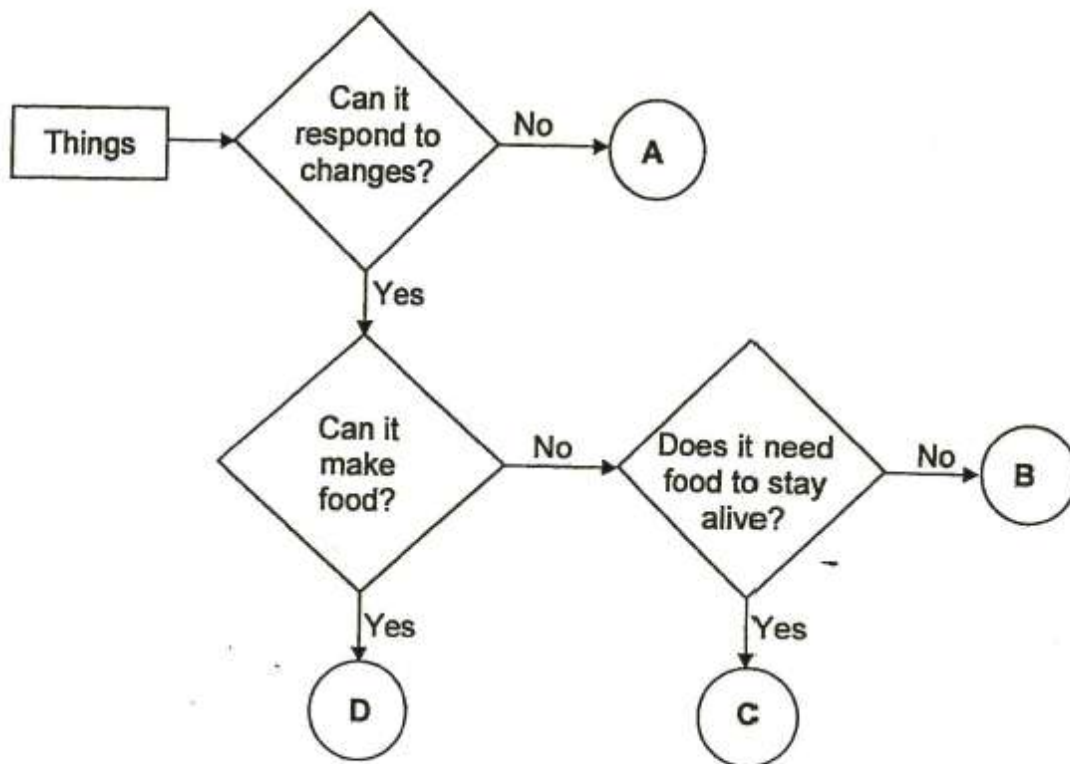 Can it
respond to
changes?
Things
No
A
Yes
Can it
make
food?
No
Does it need
food to stay
alive?
No
B
Yes
Yes
D
C